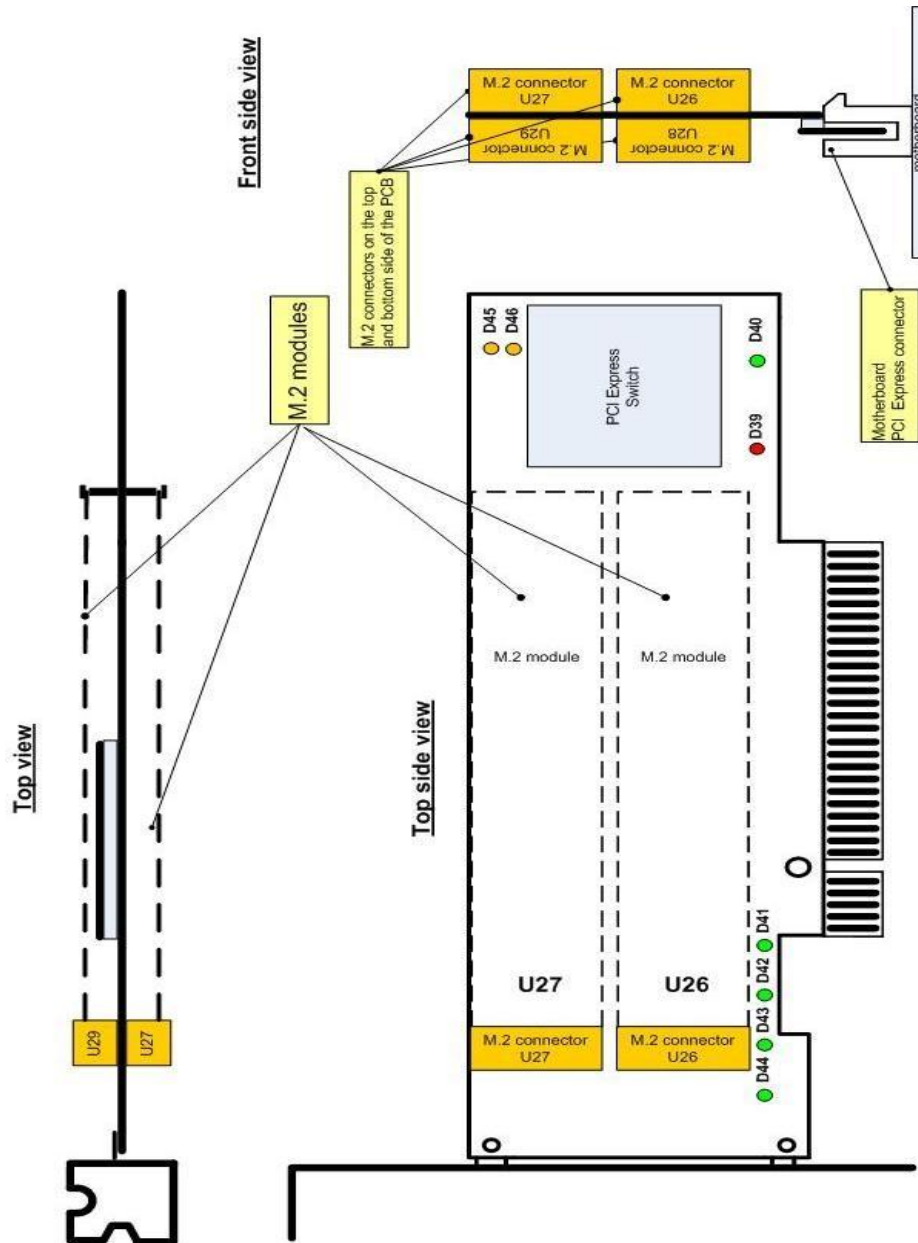 Front side view
M.2 connector
U27
M.2 connector
U26
M.2 connector
U29
M.2 connector
U28
M.2 connectors on the top
and bottom side of the PCB
motherboard
Motherboard
PCI Express connector
M.2 modules
Top view
U29
U27
Top side view
D45
D46
PCI Express
Switch
D40
D39
M.2 module
M.2 module
U27
U26
M.2 connector
U27
M.2 connector
U26
D41
D42
D43
D44